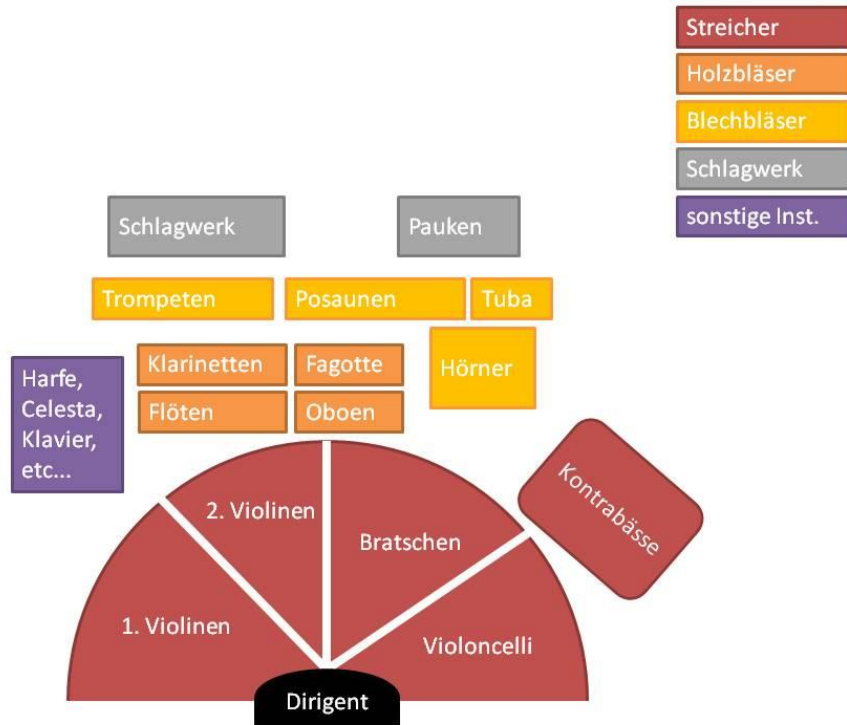 Streicher
Holzbläser
Blechbläser
Schlagwerk
sonstige Inst.
Schlagwerk
Pauken
Trompeten
Posaunen
Tuba
Klarinetten
Fagotte
Hörner
Flöten
Oboen
Harfe,
Celesta,
Klavier,
etc...
2. Violinen
Bratschen
Kontrabässe
1. Violinen
Violoncelli
Dirigent